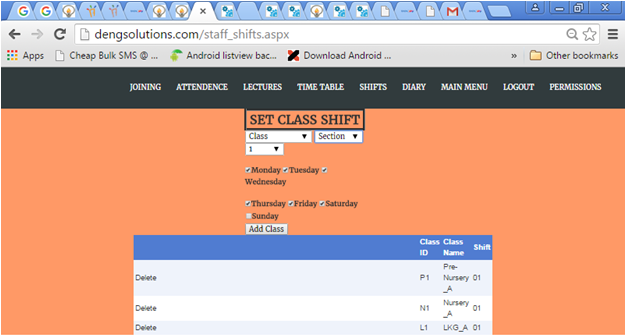 dengsolutions.com/staff_shifts.aspx
Apps Cheap Bulk SMS @ ... Android listview bac... Download Android ... » Other bookmarks
JOINING ATTENDENCE LECTURES TIME TABLE SHIFTS DIARY MAIN MENU LOGOUT PERMISSIONS
SET CLASS SHIFT
Class Section
1
Monday Tuesday
Wednesday
Thursday Friday Saturday
Sunday
Add Class
Class ID Class Name Shift
Delete P1 Pre-Nursery_A 01
Delete N1 Nursery_A 01
Delete L1 LKG_A 01